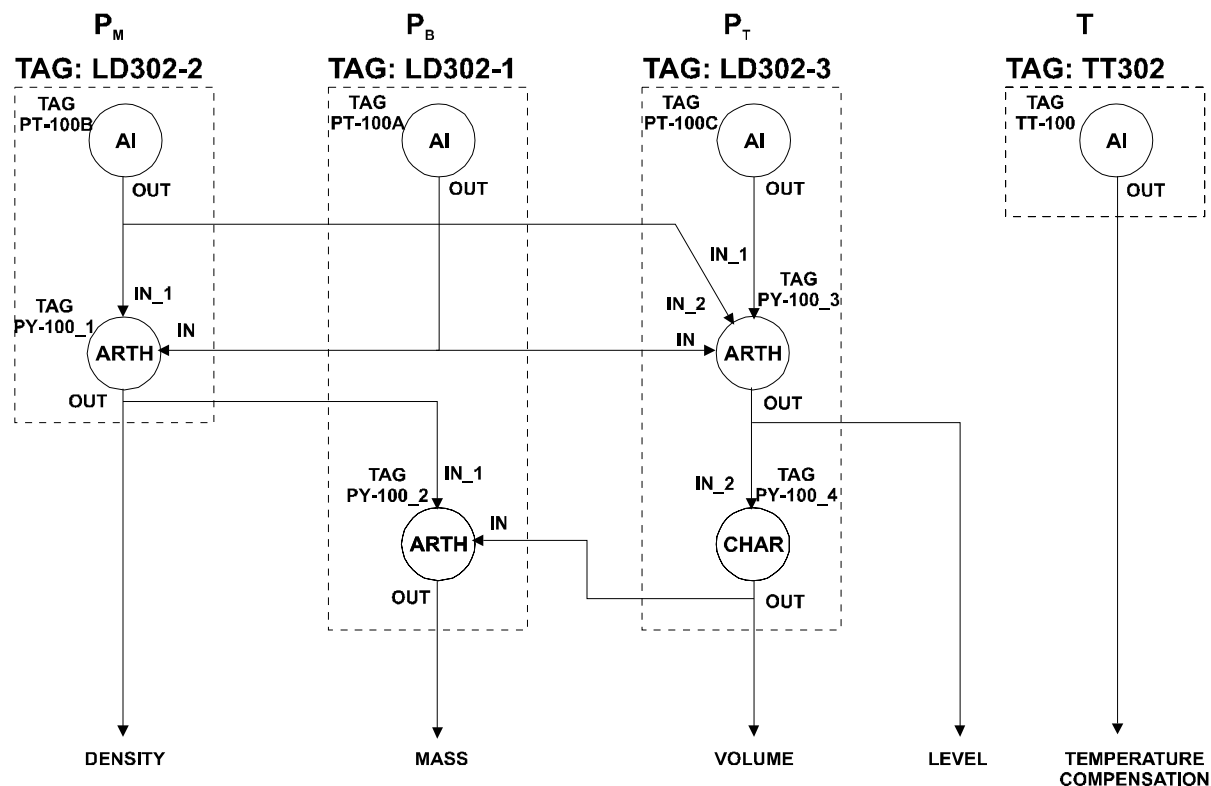 PM PB PT T
TAG: LD302-2 TAG: LD302-1 TAG: LD302-3 TAG: TT302
TAG TAG TAG TAG
PT-100B PT-100A PT-100C TT-100
AI AI AI AI
OUT OUT OUT OUT
IN_1
TAG
IN_1 IN_2 PY-100_3
TAG
PY-100_1 IN IN
ARTH ARTH
OUT OUT
TAG IN_1 IN_2 TAG
PY-100_2 PY-100_4
IN
ARTH CHAR
OUT OUT
DENSITY MASS VOLUME LEVEL TEMPERATURE
COMPENSATION